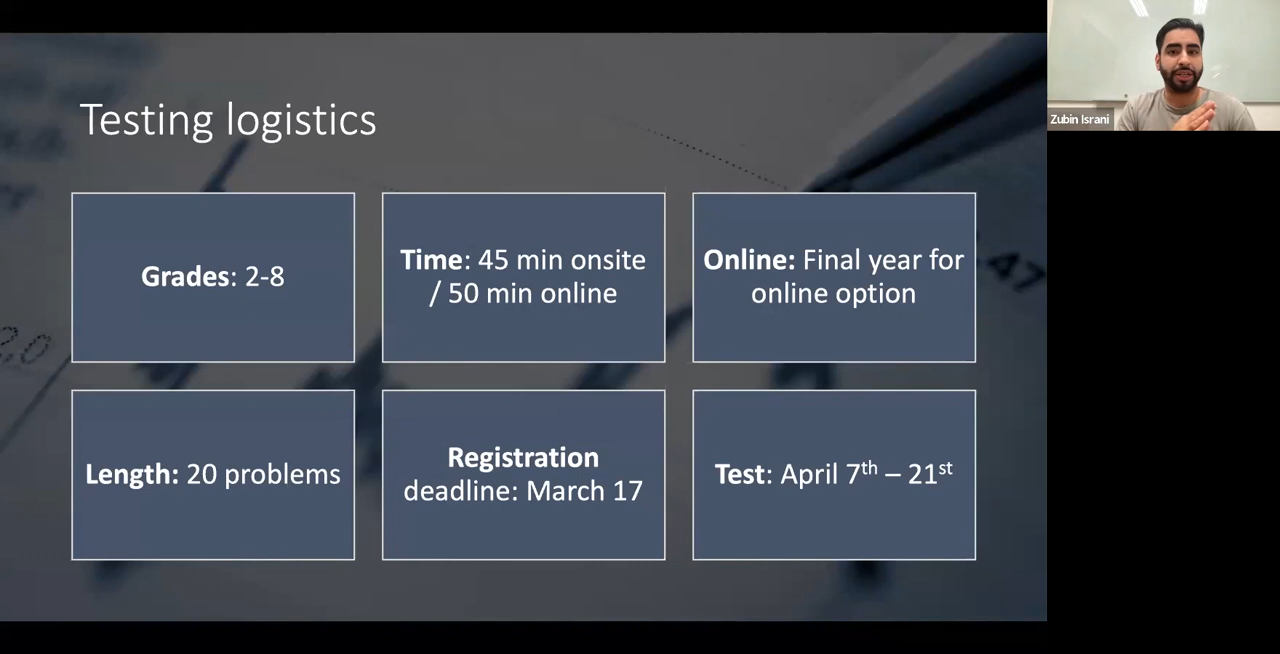 Testing logistics
Grades: 2-8
Time: 45 min onsite
/ 50 min online
Online: Final year for
online option
Length: 20 problems
Registration
deadline: March 17
Test: April 7th – 21st
Zubin Israni
47